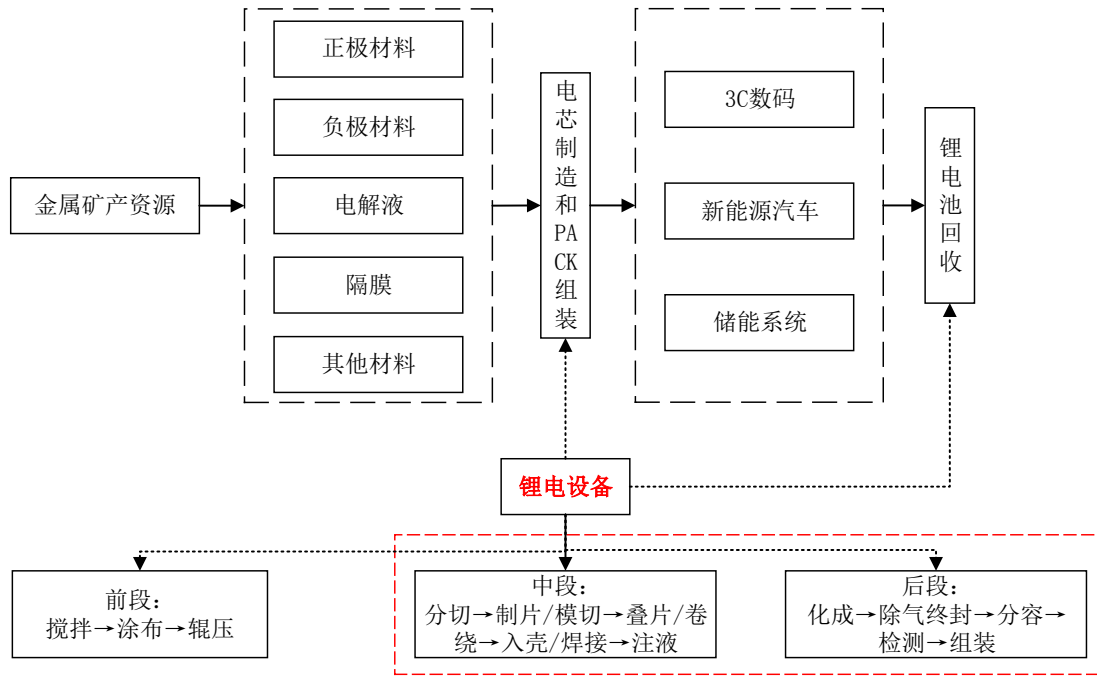 正极材料
负极材料
电解液
隔膜
其他材料
金属矿产资源
电
芯
制
造
和
PA
CK
组
装
3C数码
新能源汽车
储能系统
锂
电
池
回
收
锂电设备
前段：
搅拌→涂布→辊压
中段：
分切→制片/模切→叠片/卷
绕→入壳/焊接→注液
后段：
化成→除气终封→分容→
检测→组装